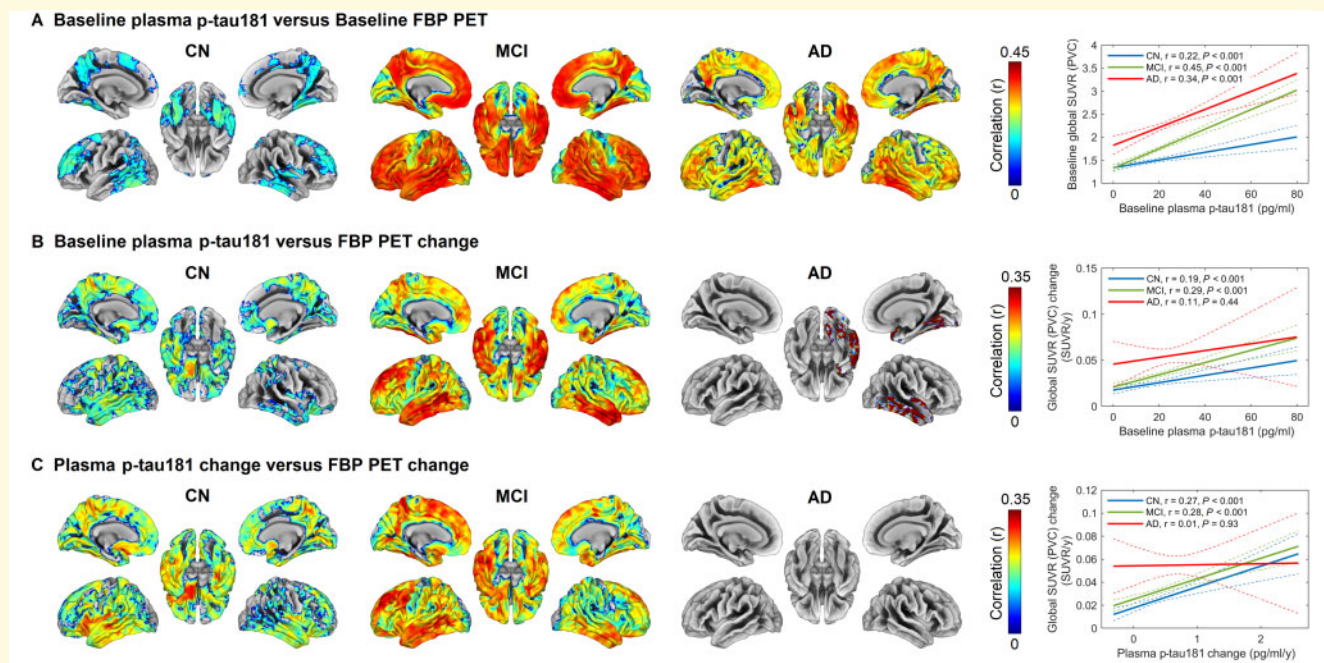 A Baseline plasma p-tau181 versus Baseline FBP PET
CN
MCI
AD
0.45
Correlation (r)
0
Baseline global SUVR (PVC)
4
3.5
3
2.5
2
1.5
1
CN, r = 0.22, P < 0.001
MCI, r = 0.45, P < 0.001
AD, r = 0.34, P < 0.001
0 20 40 60 80
Baseline plasma p-tau181 (pg/ml)
B Baseline plasma p-tau181 versus FBP PET change
CN
MCI
AD
0.35
Correlation (r)
0
Global SUVR (PVC) change
(SUVR/y)
0.15
0.1
0.05
0
CN, r = 0.19, P < 0.001
MCI, r = 0.29, P < 0.001
AD, r = 0.11, P = 0.44
0 20 40 60 80
Baseline plasma p-tau181 (pg/ml)
C Plasma p-tau181 change versus FBP PET change
CN
MCI
AD
0.35
Correlation (r)
0
Global SUVR (PVC) change
(SUVR/y)
0.12
0.1
0.08
0.06
0.04
0.02
0
CN, r = 0.27, P < 0.001
MCI, r = 0.28, P < 0.001
AD, r = 0.01, P = 0.93
0 1 2
Plasma p-tau181 change (pg/ml/y)